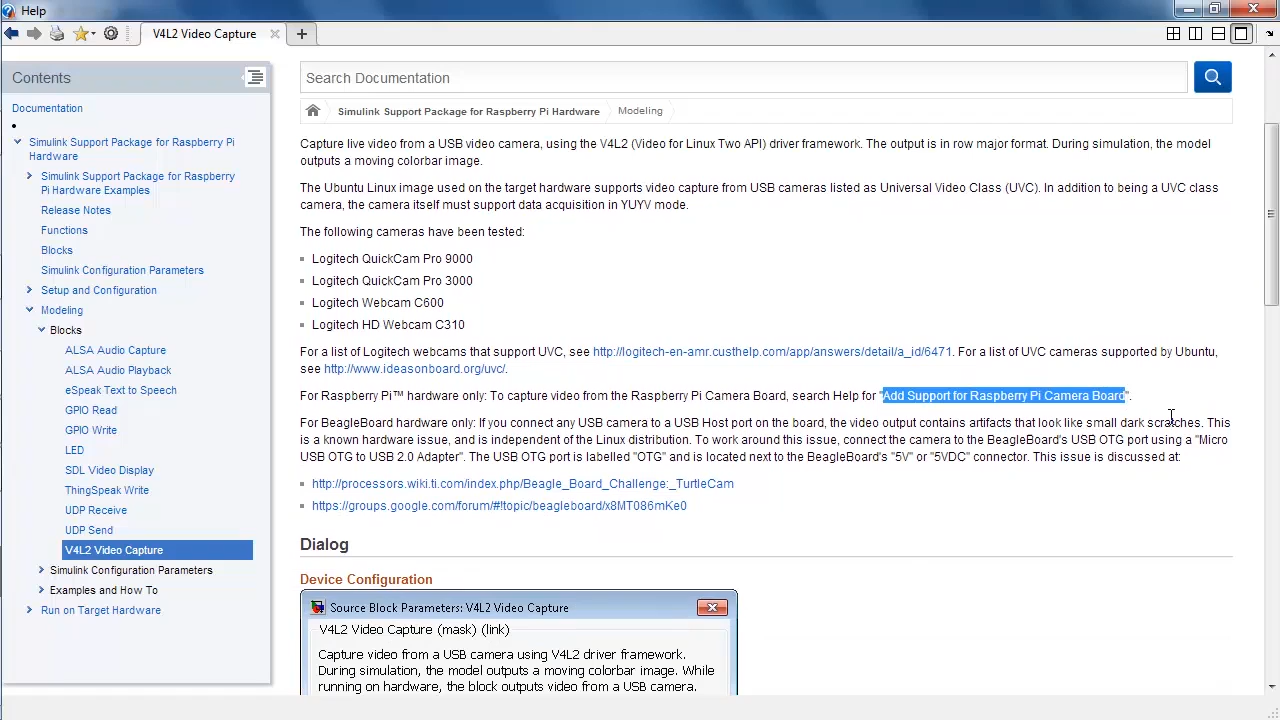 Help
V4L2 Video Capture
Contents
Search Documentation
Documentation
Simulink Support Package for Raspberry Pi Hardware
Modeling
Simulink Support Package for Raspberry Pi
Hardware
Simulink Support Package for Raspberry
Pi Hardware Examples
Release Notes
Functions
Blocks
Simulink Configuration Parameters
Setup and Configuration
Modeling
Blocks
ALSA Audio Capture
ALSA Audio Playback
eSpeak Text to Speech
GPIO Read
GPIO Write
LED
SDL Video Display
ThingSpeak Write
UDP Receive
UDP Send
V4L2 Video Capture
Simulink Configuration Parameters
Examples and How To
Run on Target Hardware
Capture live video from a USB video camera, using the V4L2 (Video for Linux Two API) driver framework. The output is in row major format. During simulation, the model
outputs a moving colorbar image.
The Ubuntu Linux image used on the target hardware supports video capture from USB cameras listed as Universal Video Class (UVC). In addition to being a UVC class
camera, the camera itself must support data acquisition in YUYV mode.
The following cameras have been tested:
Logitech QuickCam Pro 9000
Logitech QuickCam Pro 3000
Logitech Webcam C600
Logitech HD Webcam C310
For a list of Logitech webcams that support UVC, see http://logitech-en-amr.custhelp.com/app/answers/detail/a_id/6471. For a list of UVC cameras supported by Ubuntu,
see http://www.ideasonboard.org/uvc/.
For Raspberry Pi™ hardware only: To capture video from the Raspberry Pi Camera Board, search Help for "Add Support for Raspberry Pi Camera Board".
For BeagleBoard hardware only: If you connect any USB camera to a USB Host port on the board, the video output contains artifacts that look like small dark scratches. This
is a known hardware issue, and is independent of the Linux distribution. To work around this issue, connect the camera to the BeagleBoard's USB OTG port using a "Micro
USB OTG to USB 2.0 Adapter". The USB OTG port is labelled "OTG" and is located next to the BeagleBoard's "5V" or "5VDC" connector. This issue is discussed at:
http://processors.wiki.ti.com/index.php/Beagle_Board_Challenge:_TurtleCam
https://groups.google.com/forum/#!topic/beagleboard/x8MT086mKe0
Dialog
Device Configuration
Source Block Parameters: V4L2 Video Capture
V4L2 Video Capture (mask) (link)
Capture video from a USB camera using V4L2 driver framework.
During simulation, the model outputs a moving colorbar image. While
running on hardware, the block outputs video from a USB camera.